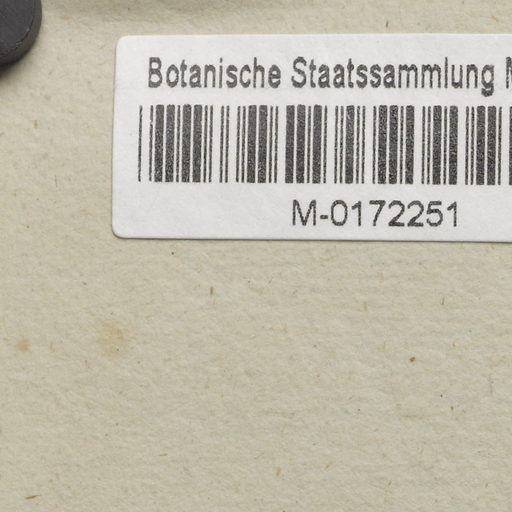 Botanische Staatssammlung
M-0172251